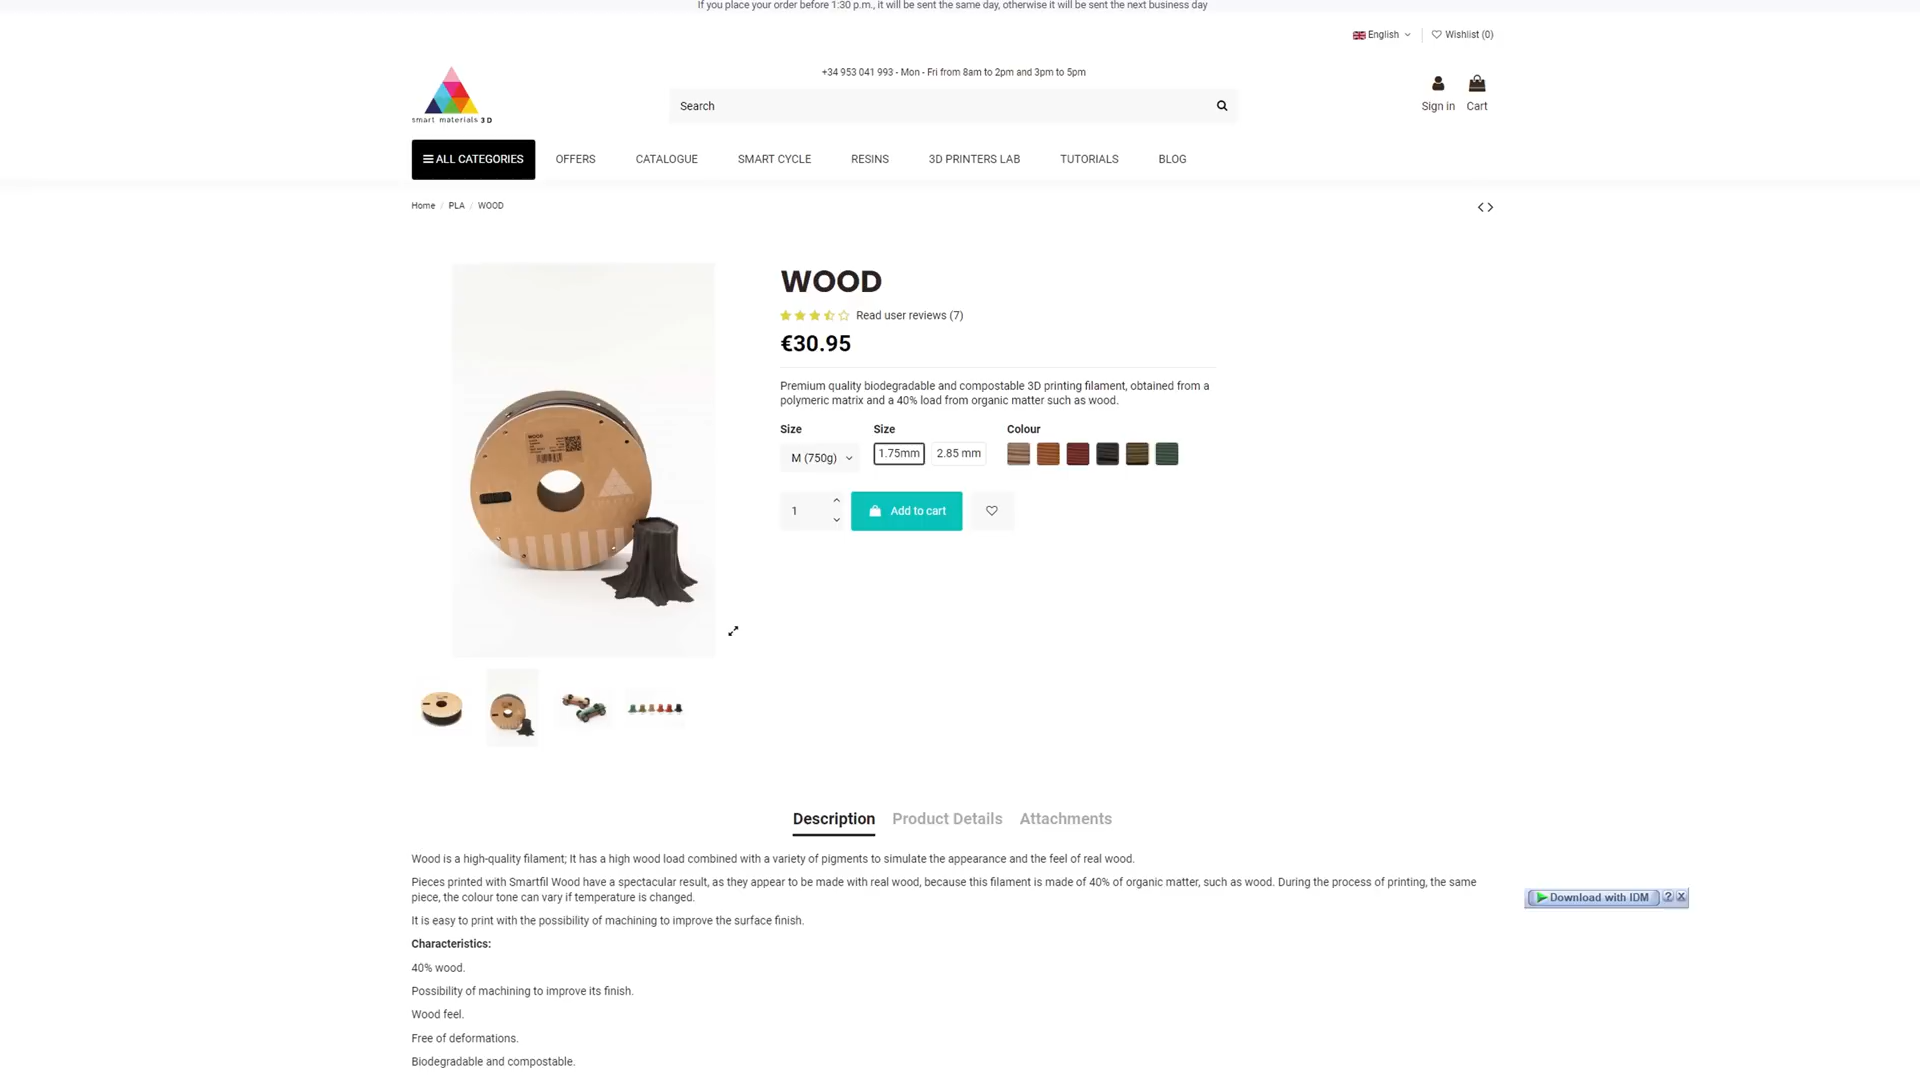 If you place your order before 1:30 p.m., it will be sent the same day, otherwise it will be sent the next business day
English
Wishlist (0)
+34 953 041 993 - Mon - Fri from 8am to 2pm and 3pm to 5pm
smart materials 3D
Search
Sign in
Cart
ALL CATEGORIES
OFFERS
CATALOGUE
SMART CYCLE
RESINS
3D PRINTERS LAB
TUTORIALS
BLOG
Home / PLA / WOOD
WOOD
Read user reviews (7)
€30.95
Premium quality biodegradable and compostable 3D printing filament, obtained from a
polymeric matrix and a 40% load from organic matter such as wood.
Size
Size
Colour
M (750g)
1.75mm
2.85 mm
1
Add to cart
WOOD
Description
Product Details
Attachments
Wood is a high-quality filament; It has a high wood load combined with a variety of pigments to simulate the appearance and the feel of real wood.
Pieces printed with Smartfil Wood have a spectacular result, as they appear to be made with real wood, because this filament is made of 40% of organic matter, such as wood. During the process of printing, the same
piece, the colour tone can vary if temperature is changed.
Download with IDM ? X
It is easy to print with the possibility of machining to improve the surface finish.
Characteristics:
40% wood.
Possibility of machining to improve its finish.
Wood feel.
Free of deformations.
Biodegradable and compostable.